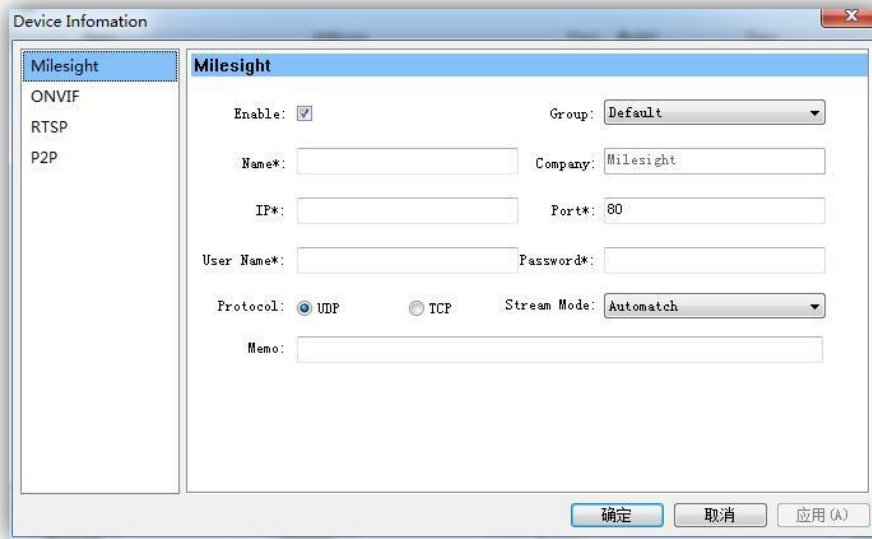 Device Infomation
Milesight
ONVIF
RTSP
P2P
Milesight
Enable:
Group: Default
Name*:
Company: Milesight
IP*:
Port*: 80
User Name*:
Password*:
Protocol: UDP TCP
Stream Mode: Automatch
Memo:
确定 取消 应用(A)